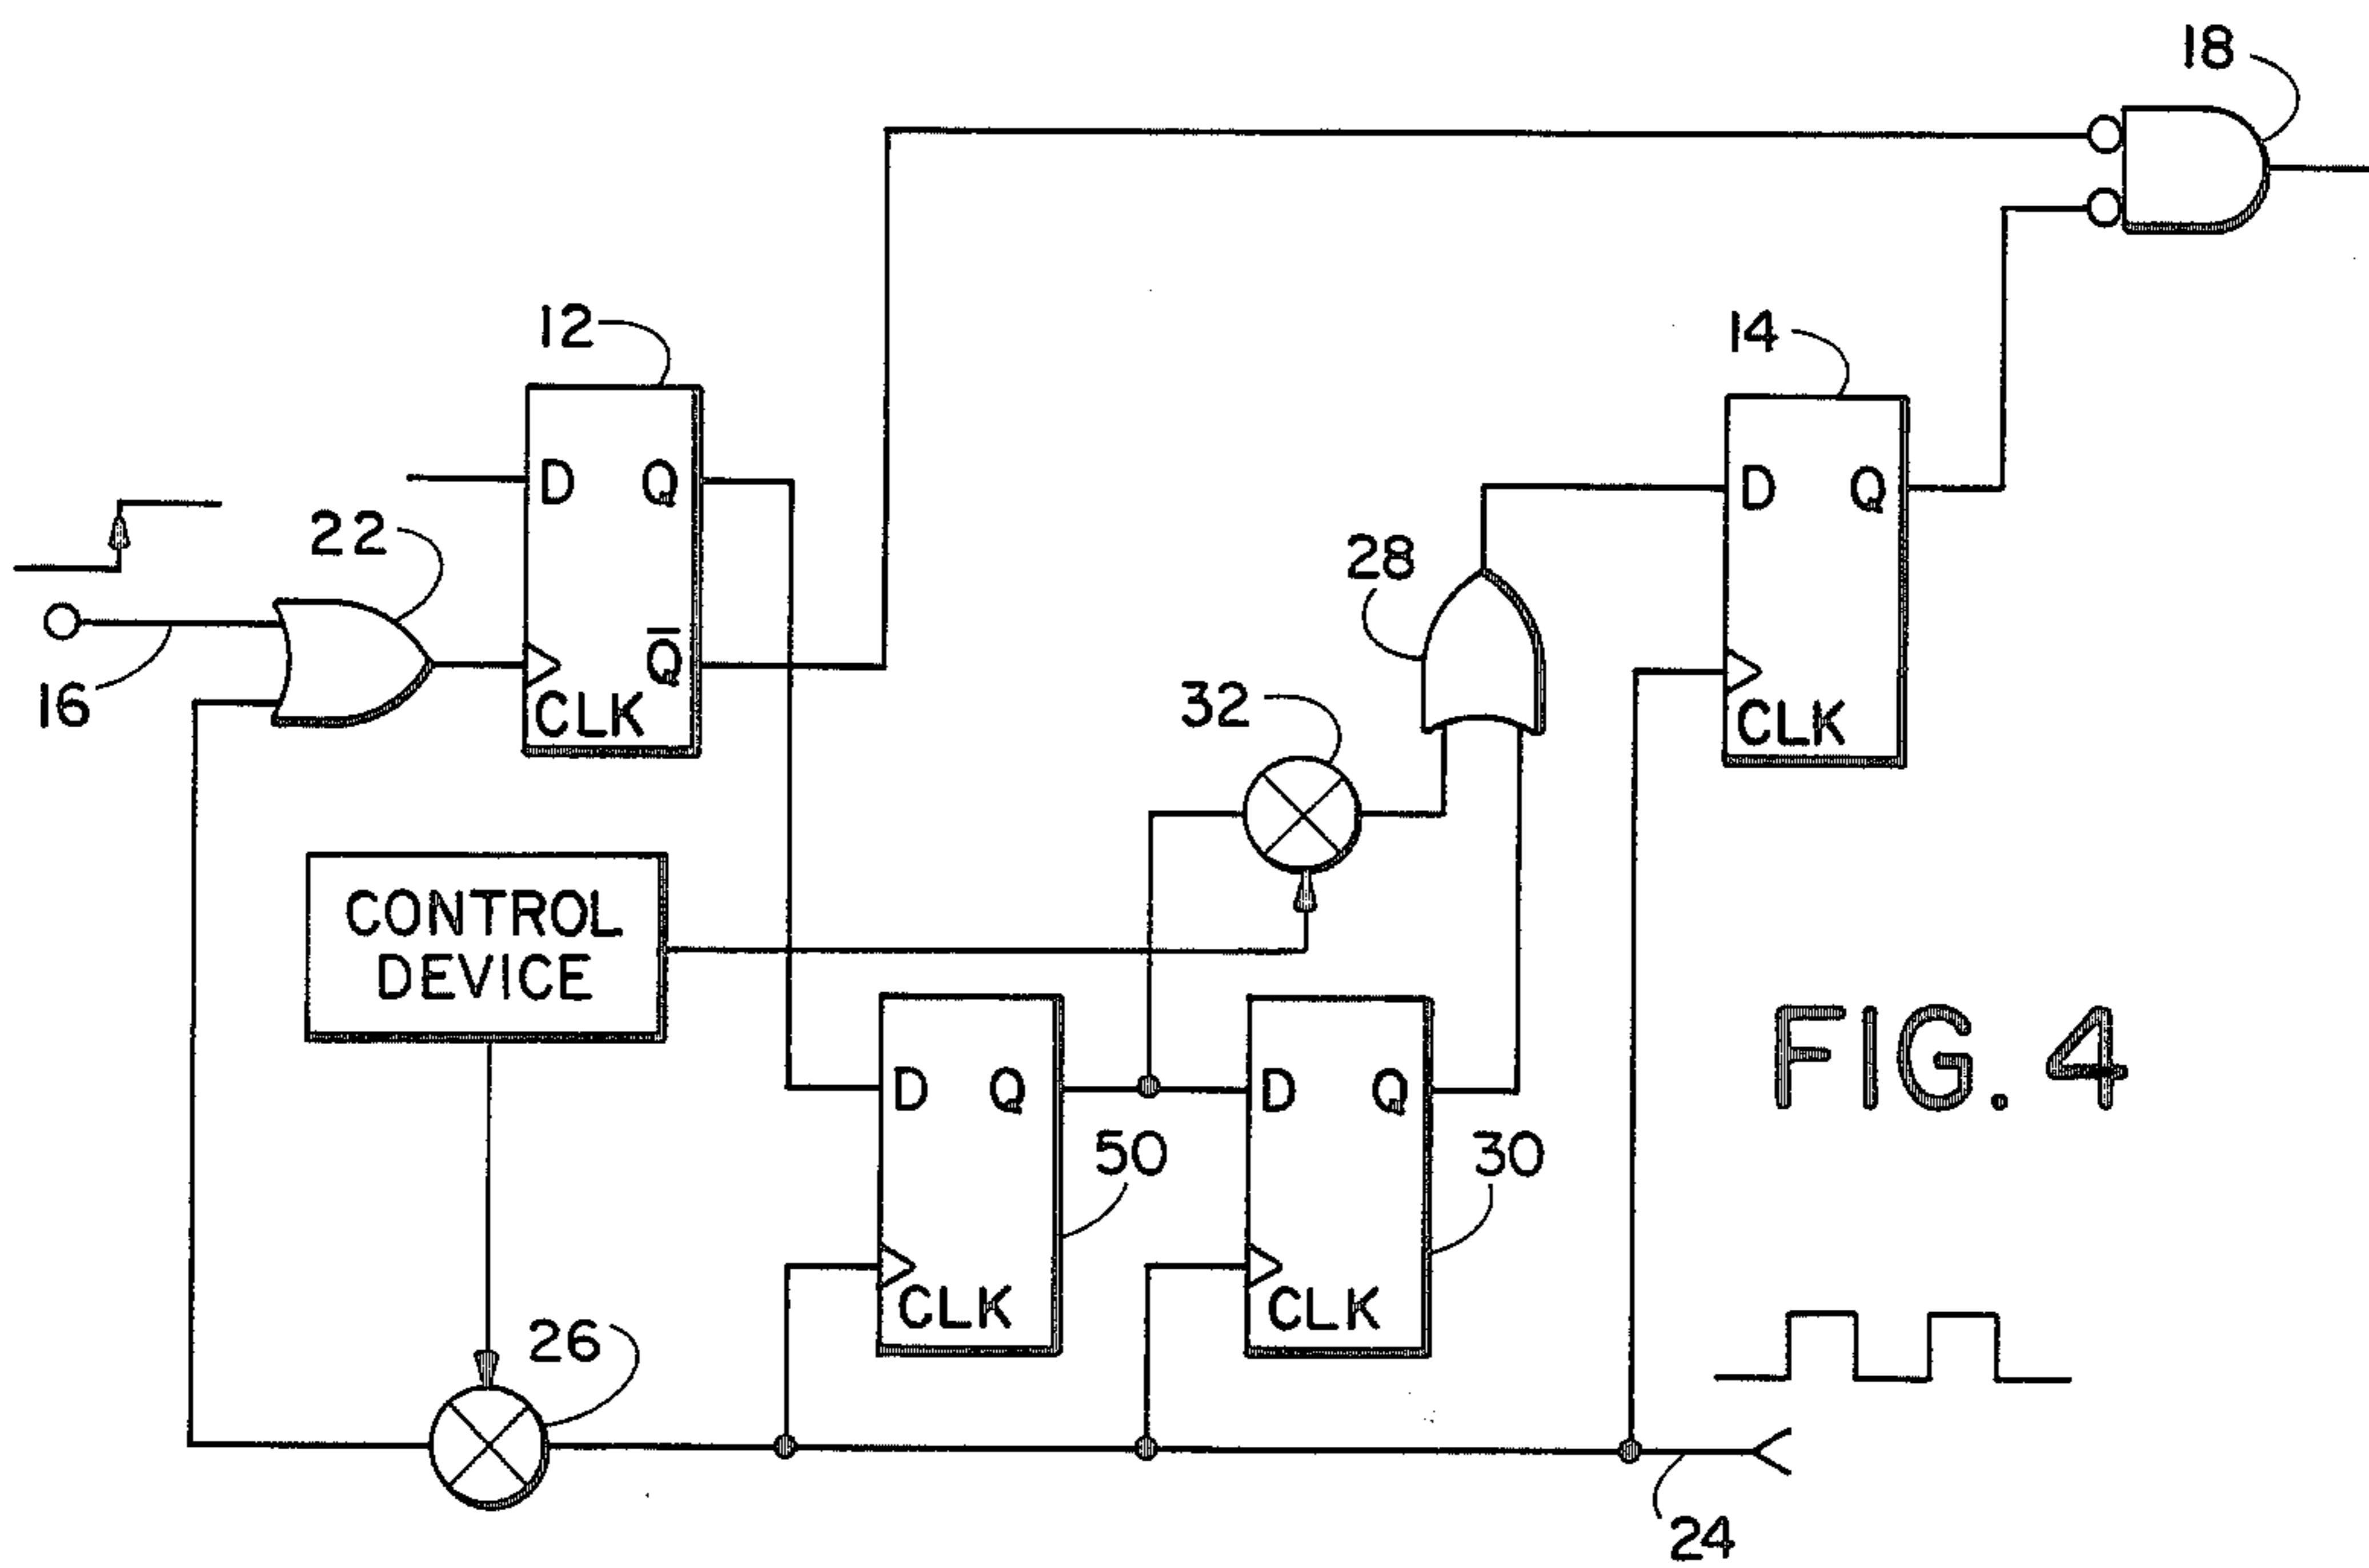 18
12
14
D Q
22
D Q
28
Q̅
16
CLK
32
CLK
CONTROL
DEVICE
D Q
D Q
FIG. 4
50
30
CLK
CLK
26
24